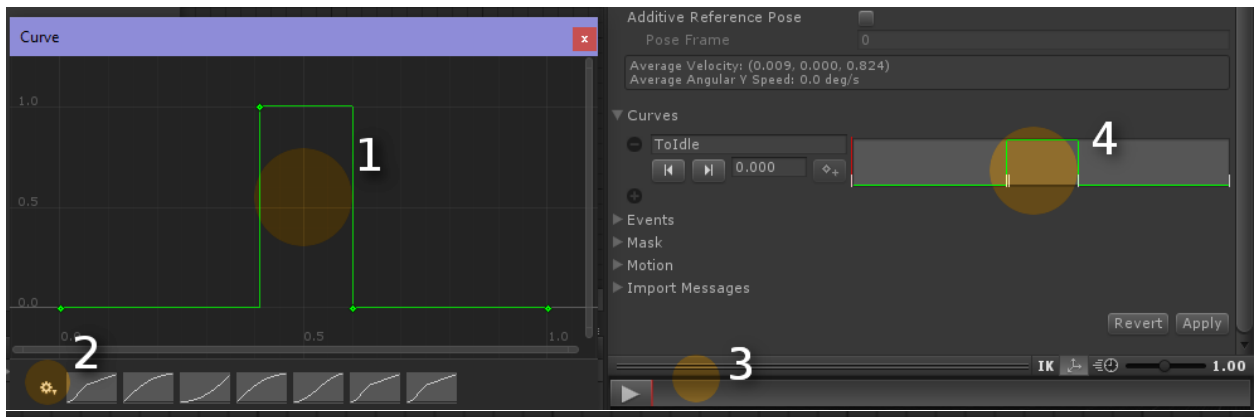 Curve
x
1.0
0.5
0.0
0.0
0.5
1.0
1
2
Additive Reference Pose
Pose Frame
0
Average Velocity: (0.009, 0.000, 0.824)
Average Angular Y Speed: 0.0 deg/s
Curves
ToIdle
0.000
4
Events
Mask
Motion
Import Messages
Revert Apply
IK 1.00
3